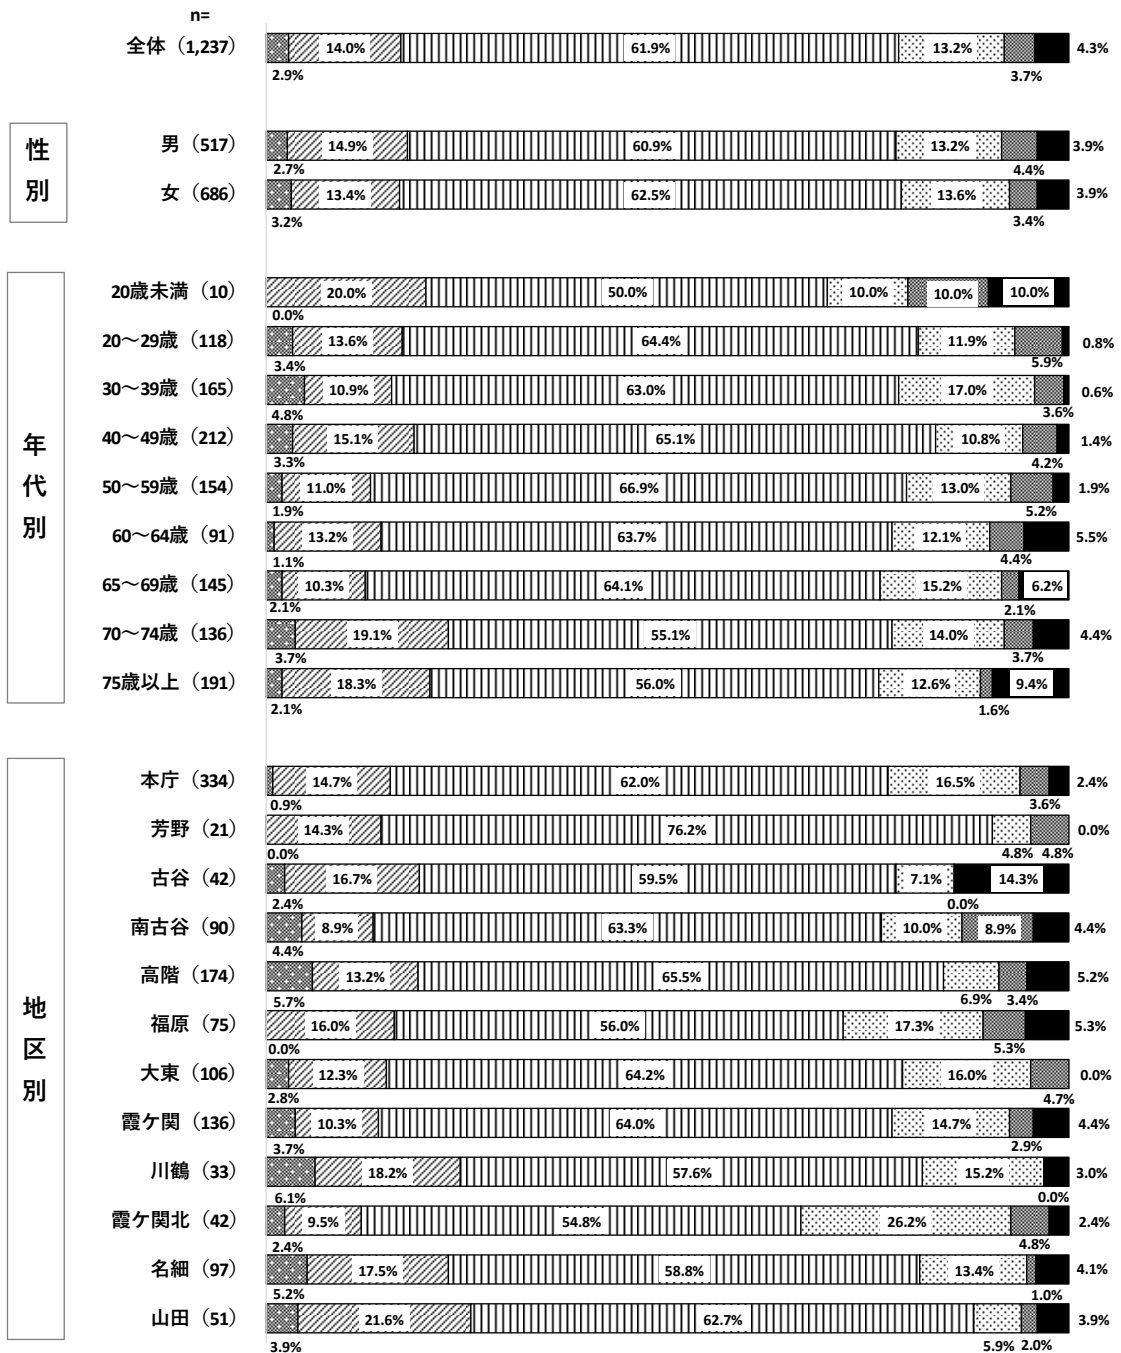 n=
全体（1,237） 14.0% 61.9% 13.2% 4.3%
2.9% 3.7%
性別
男（517） 14.9% 60.9% 13.2% 3.9%
2.7% 4.4%
女（686） 13.4% 62.5% 13.6% 3.9%
3.2% 3.4%
年代別
20歳未満（10） 20.0% 50.0% 10.0% 10.0% 10.0%
0.0%
20～29歳（118） 13.6% 64.4% 11.9% 0.8%
3.4% 5.9%
30～39歳（165） 10.9% 63.0% 17.0% 0.6%
4.8% 3.6%
40～49歳（212） 15.1% 65.1% 10.8% 1.4%
3.3% 4.2%
50～59歳（154） 11.0% 66.9% 13.0% 1.9%
1.9% 5.2%
60～64歳（91） 13.2% 63.7% 12.1% 5.5%
1.1% 4.4%
65～69歳（145） 10.3% 64.1% 15.2% 6.2%
2.1% 2.1%
70～74歳（136） 19.1% 55.1% 14.0% 4.4%
3.7% 3.7%
75歳以上（191） 18.3% 56.0% 12.6% 9.4%
2.1% 1.6%
地区別
本庁（334） 14.7% 62.0% 16.5% 2.4%
0.9% 3.6%
芳野（21） 14.3% 76.2% 0.0%
0.0% 4.8% 4.8%
古谷（42） 16.7% 59.5% 7.1% 14.3%
2.4% 0.0%
南古谷（90） 8.9% 63.3% 10.0% 8.9% 4.4%
4.4%
高階（174） 13.2% 65.5% 5.2%
5.7% 6.9% 3.4%
福原（75） 16.0% 56.0% 17.3% 5.3%
0.0% 5.3%
大東（106） 12.3% 64.2% 16.0% 0.0%
2.8% 4.7%
霞ケ関（136） 10.3% 64.0% 14.7% 4.4%
3.7% 2.9%
川鶴（33） 18.2% 57.6% 15.2% 3.0%
6.1% 0.0%
霞ケ関北（42） 9.5% 54.8% 26.2% 2.4%
2.4% 4.8%
名細（97） 17.5% 58.8% 13.4% 4.1%
5.2% 1.0%
山田（51） 21.6% 62.7% 3.9%
3.9% 5.9% 2.0%